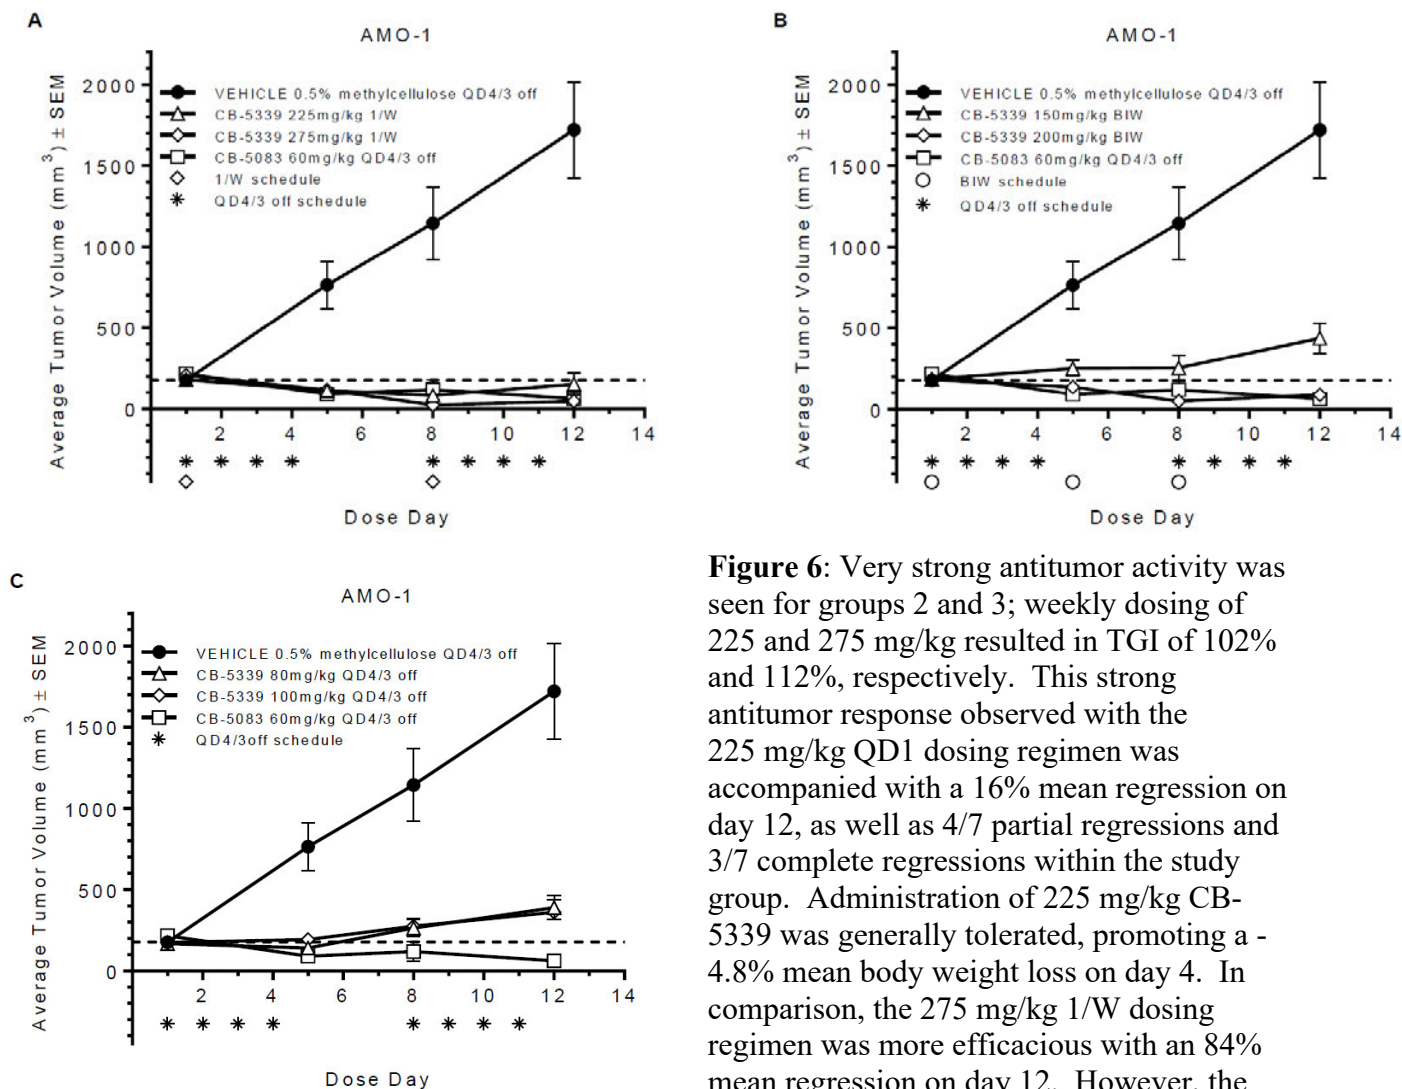 A
AMO-1
Average Tumor Volume (mm³) ± SEM
2000
1500
1000
500
0
VEHICLE 0.5% methylcellulose QD4/3 off
CB-5339 225mg/kg 1/W
CB-5339 275mg/kg 1/W
CB-5083 60mg/kg QD4/3 off
1/W schedule
QD4/3 off schedule
2 4 6 8 10 12 14
Dose Day
B
AMO-1
Average Tumor Volume (mm³) ± SEM
2000
1500
1000
500
0
VEHICLE 0.5% methylcellulose QD4/3 off
CB-5339 150mg/kg BIW
CB-5339 200mg/kg BIW
CB-5083 60mg/kg QD4/3 off
BIW schedule
QD4/3 off schedule
2 4 6 8 10 12 14
Dose Day
C
AMO-1
Average Tumor Volume (mm³) ± SEM
2000
1500
1000
500
0
VEHICLE 0.5% methylcellulose QD4/3 off
CB-5339 80mg/kg QD4/3 off
CB-5339 100mg/kg QD4/3 off
CB-5083 60mg/kg QD4/3 off
QD4/3off schedule
2 4 6 8 10 12 14
Dose Day
Figure 6: Very strong antitumor activity was
seen for groups 2 and 3; weekly dosing of
225 and 275 mg/kg resulted in TGI of 102%
and 112%, respectively. This strong
antitumor response observed with the
225 mg/kg QD1 dosing regimen was
accompanied with a 16% mean regression on
day 12, as well as 4/7 partial regressions and
3/7 complete regressions within the study
group. Administration of 225 mg/kg CB-
5339 was generally tolerated, promoting a -
4.8% mean body weight loss on day 4. In
comparison, the 275 mg/kg 1/W dosing
regimen was more efficacious with an 84%
mean regression on day 12. However, the